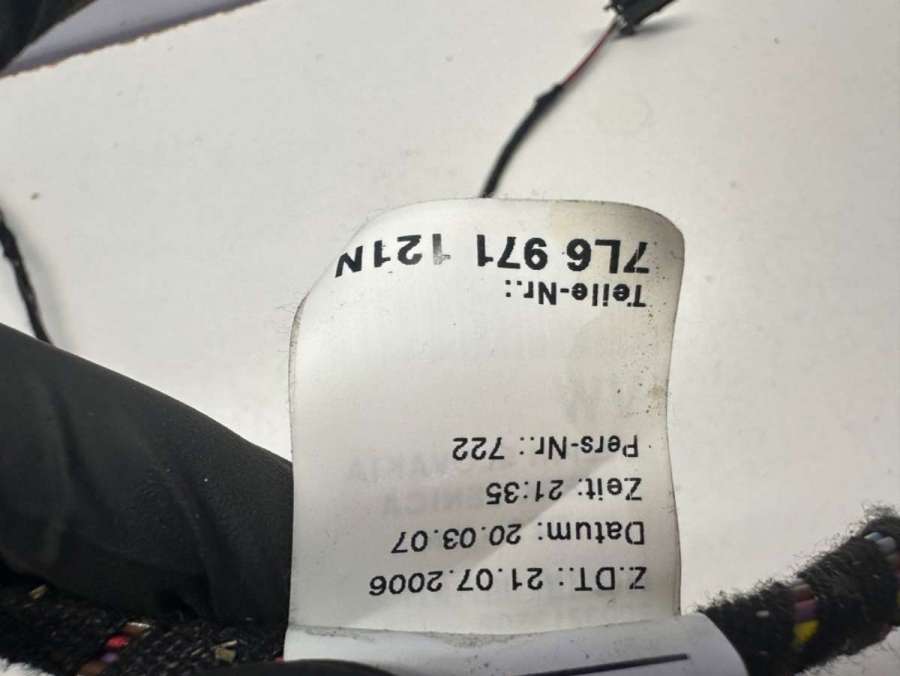 Z.DT.: 21.07.2006
Datum: 20.03.07
Zeit: 21:35
Pers-Nr.: 722
Teile-Nr.:
7L6 971 121N